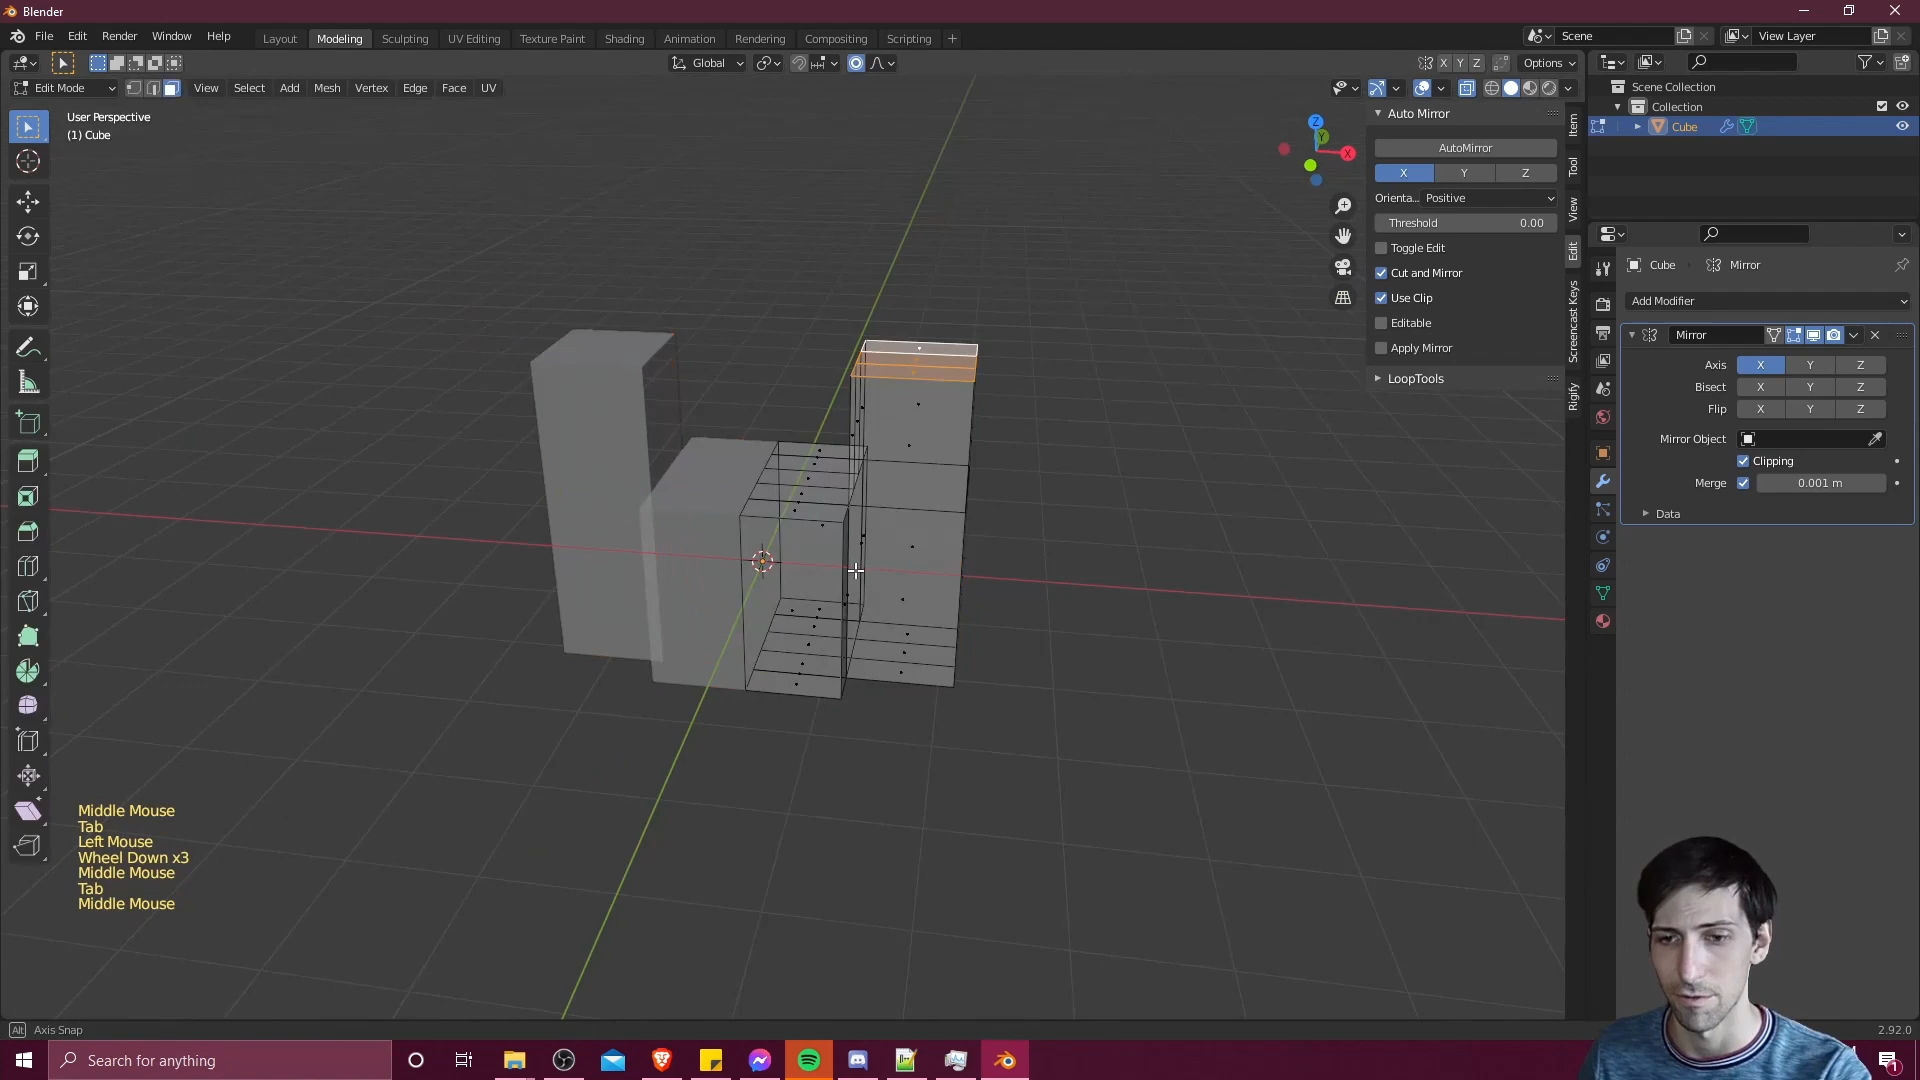 Blender
File Edit Render Window Help
Layout Modeling Sculpting UV Editing Texture Paint Shading Animation Rendering Compositing Scripting +
Scene
View Layer
Global
X Y Z Options
Edit Mode View Select Add Mesh Vertex Edge Face UV
User Perspective
(1) Cube
Z
Y
X
Auto Mirror
AutoMirror
X Y Z
Orienta... Positive
Threshold 0.00
Toggle Edit
Cut and Mirror
Use Clip
Editable
Apply Mirror
LoopTools
Item
Tool
View
Edit
Screencast Keys
Rigify
Scene Collection
Collection
Cube
Cube Mirror
Add Modifier
Mirror
Axis X Y Z
Bisect X Y Z
Flip X Y Z
Mirror Object
Clipping
Merge 0.001 m
Data
Middle Mouse
Tab
Left Mouse
Wheel Down x3
Middle Mouse
Tab
Middle Mouse
Alt Axis Snap
2.92.0
Search for anything
1